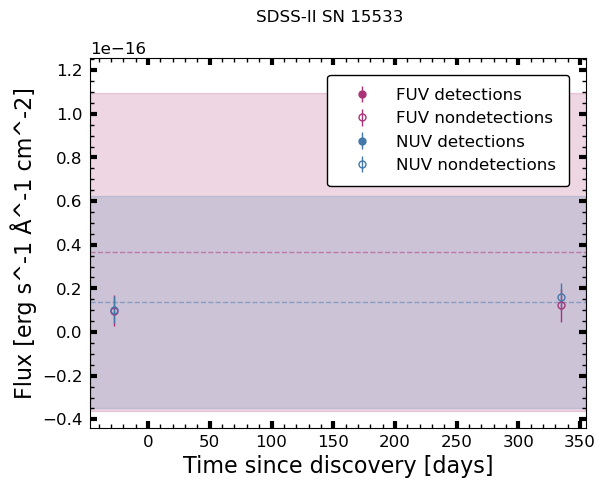 SDSS-II SN 15533
1e−16
1.2
1.0
0.8
0.6
0.4
0.2
0.0
−0.2
−0.4
Flux [erg s^-1 Å^-1 cm^-2]
FUV detections
FUV nondetections
NUV detections
NUV nondetections
0 50 100 150 200 250 300 350
Time since discovery [days]